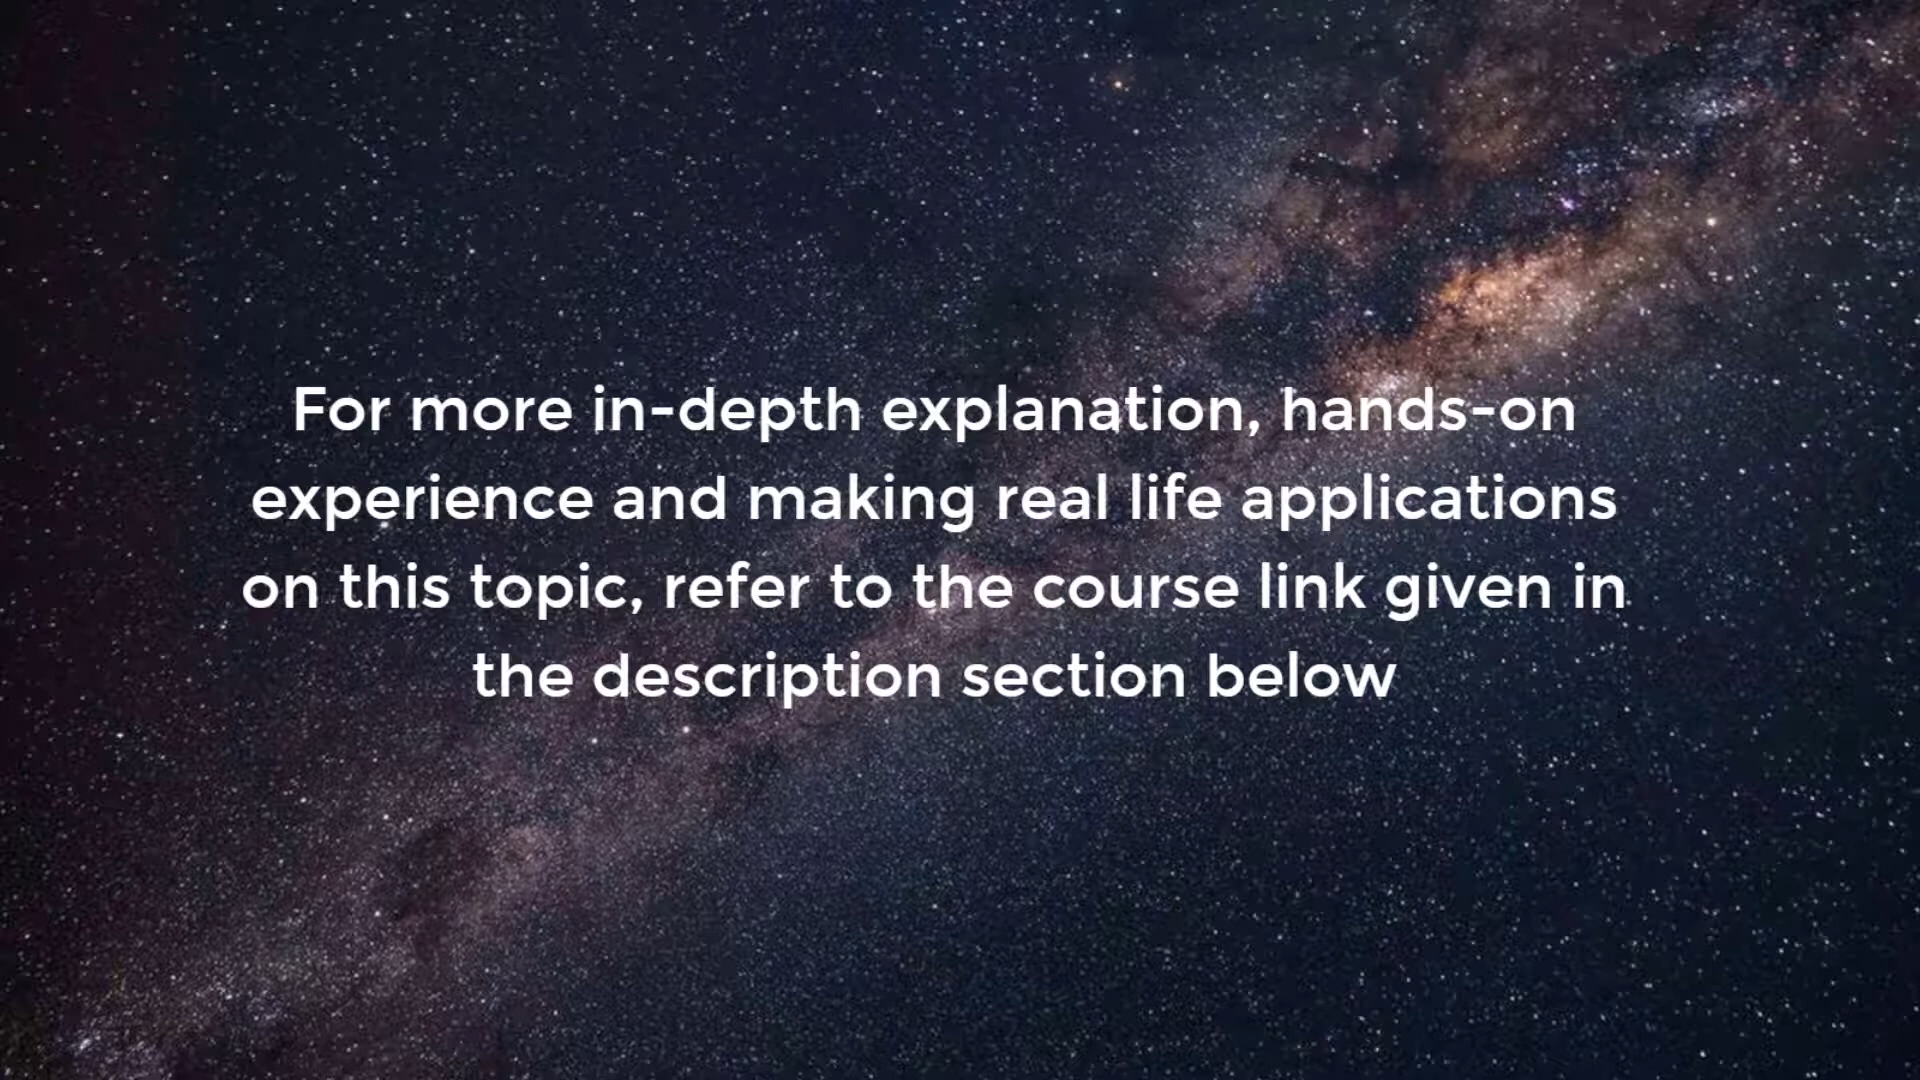 For more in-depth explanation, hands-on
experience and making real life applications
on this topic, refer to the course link given in
the description section below